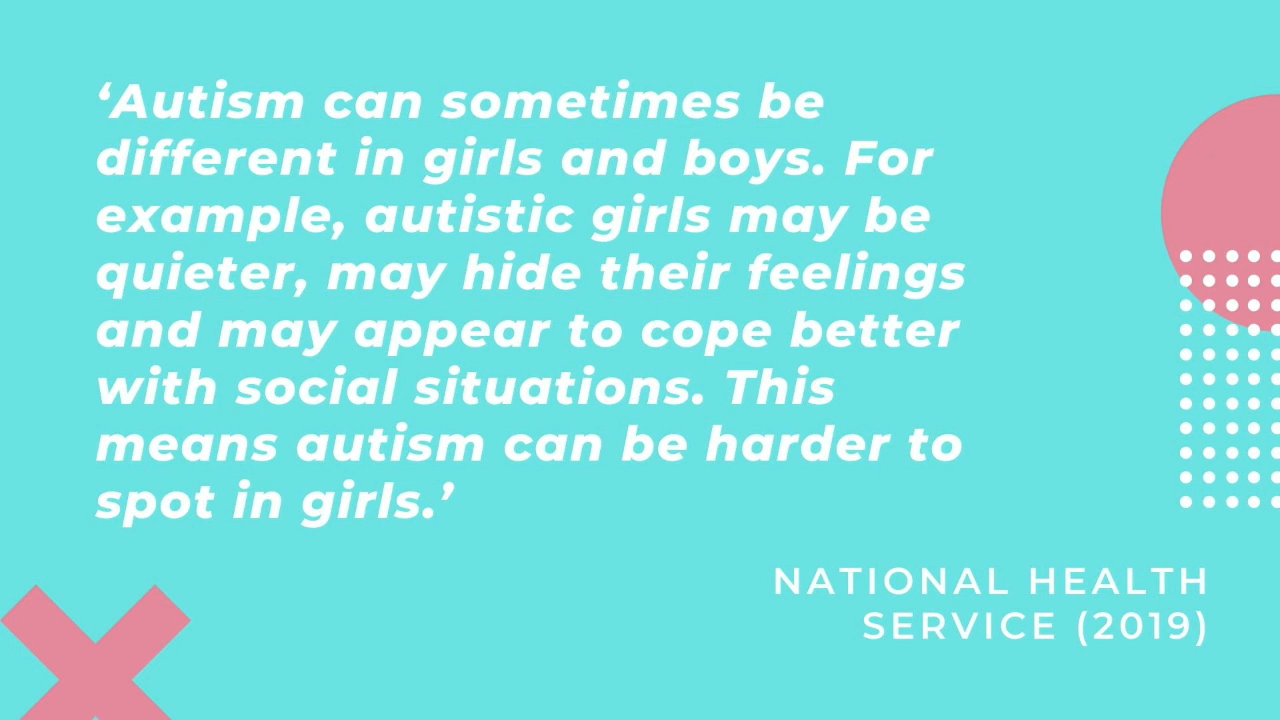 ‘Autism can sometimes be
different in girls and boys. For
example, autistic girls may be
quieter, may hide their feelings
and may appear to cope better
with social situations. This
means autism can be harder to
spot in girls.’
NATIONAL HEALTH
SERVICE (2019)